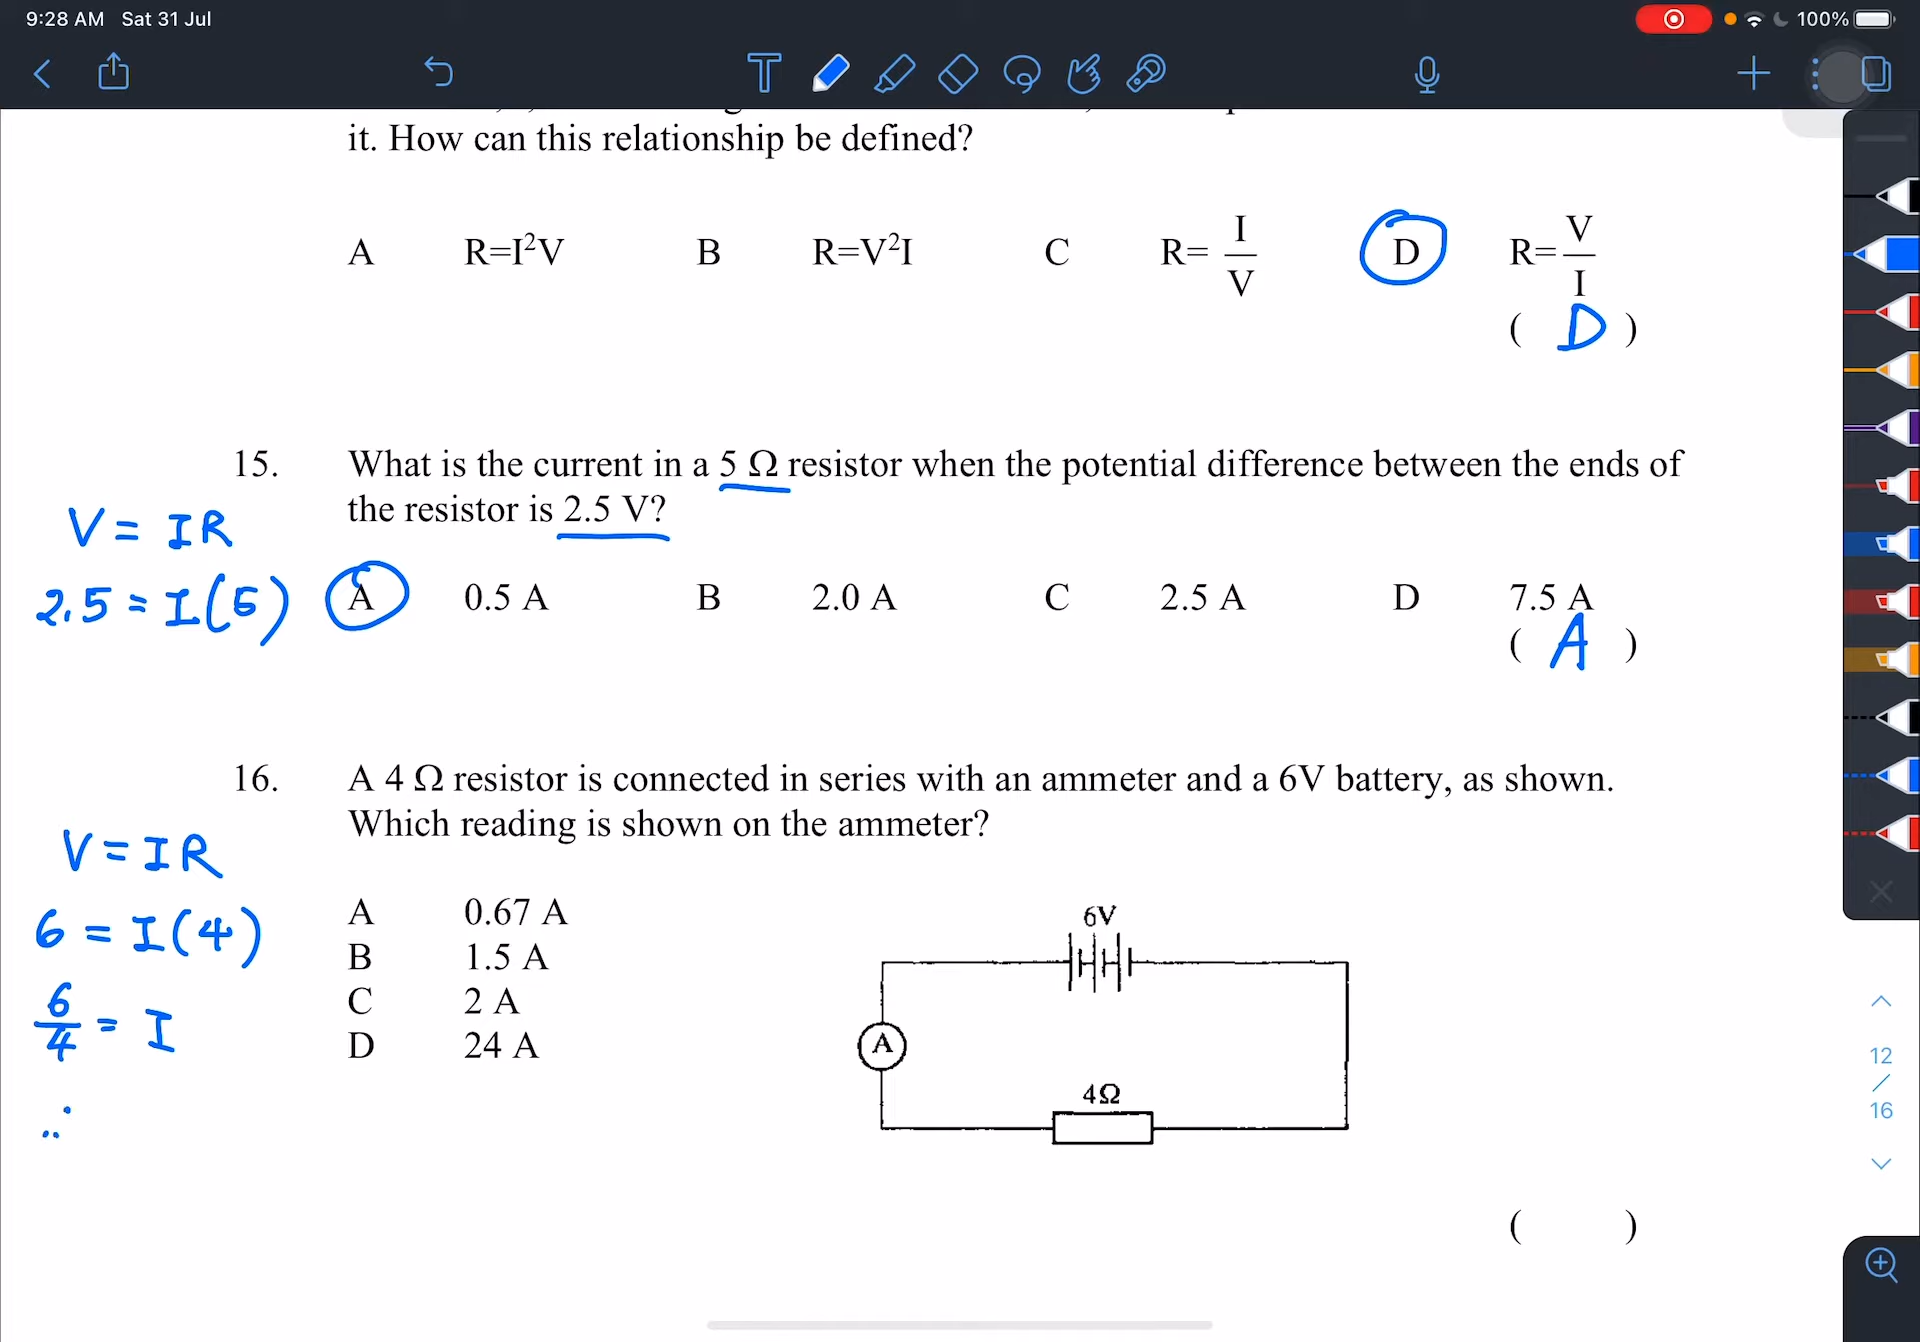 9:28 AM Sat 31 Jul
100%
it. How can this relationship be defined?
A R=I²V B R=V²I C R= I/V D R= V/I
( D )
15. What is the current in a 5 Ω resistor when the potential difference between the ends of
the resistor is 2.5 V?
V = IR
2.5 = I(5)
A 0.5 A B 2.0 A C 2.5 A D 7.5 A
( A )
16. A 4 Ω resistor is connected in series with an ammeter and a 6V battery, as shown.
Which reading is shown on the ammeter?
V = IR
6 = I(4)
6/4 = I
∴
A 0.67 A
B 1.5 A
C 2 A
D 24 A
6V
A
4Ω
( )
12
/
16